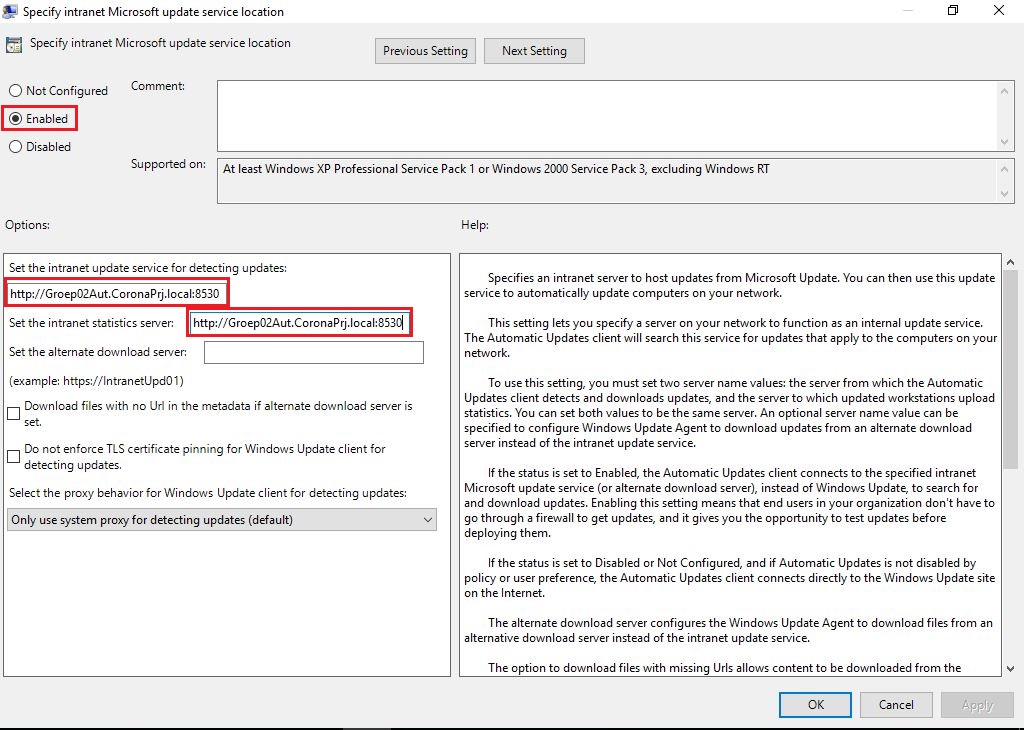 Specify intranet Microsoft update service location
Specify intranet Microsoft update service location
Previous Setting
Next Setting
Not Configured
Enabled
Disabled
Comment:
Supported on:
At least Windows XP Professional Service Pack 1 or Windows 2000 Service Pack 3, excluding Windows RT
Options:
Help:
Set the intranet update service for detecting updates:
http://Groep02Aut.CoronaPrj.local:8530
Set the intranet statistics server:
http://Groep02Aut.CoronaPrj.local:8530
Set the alternate download server:
(example: https://IntranetUpd01)
Download files with no Url in the metadata if alternate download server is
set.
Do not enforce TLS certificate pinning for Windows Update client for
detecting updates.
Select the proxy behavior for Windows Update client for detecting updates:
Only use system proxy for detecting updates (default)
Specifies an intranet server to host updates from Microsoft Update. You can then use this update
service to automatically update computers on your network.
This setting lets you specify a server on your network to function as an internal update service.
The Automatic Updates client will search this service for updates that apply to the computers on your
network.
To use this setting, you must set two server name values: the server from which the Automatic
Updates client detects and downloads updates, and the server to which updated workstations upload
statistics. You can set both values to be the same server. An optional server name value can be
specified to configure Windows Update Agent to download updates from an alternate download
server instead of the intranet update service.
If the status is set to Enabled, the Automatic Updates client connects to the specified intranet
Microsoft update service (or alternate download server), instead of Windows Update, to search for
and download updates. Enabling this setting means that end users in your organization don't have to
go through a firewall to get updates, and it gives you the opportunity to test updates before
deploying them.
If the status is set to Disabled or Not Configured, and if Automatic Updates is not disabled by
policy or user preference, the Automatic Updates client connects directly to the Windows Update site
on the Internet.
The alternate download server configures the Windows Update Agent to download files from an
alternative download server instead of the intranet update service.
The option to download files with missing Urls allows content to be downloaded from the
OK
Cancel
Apply